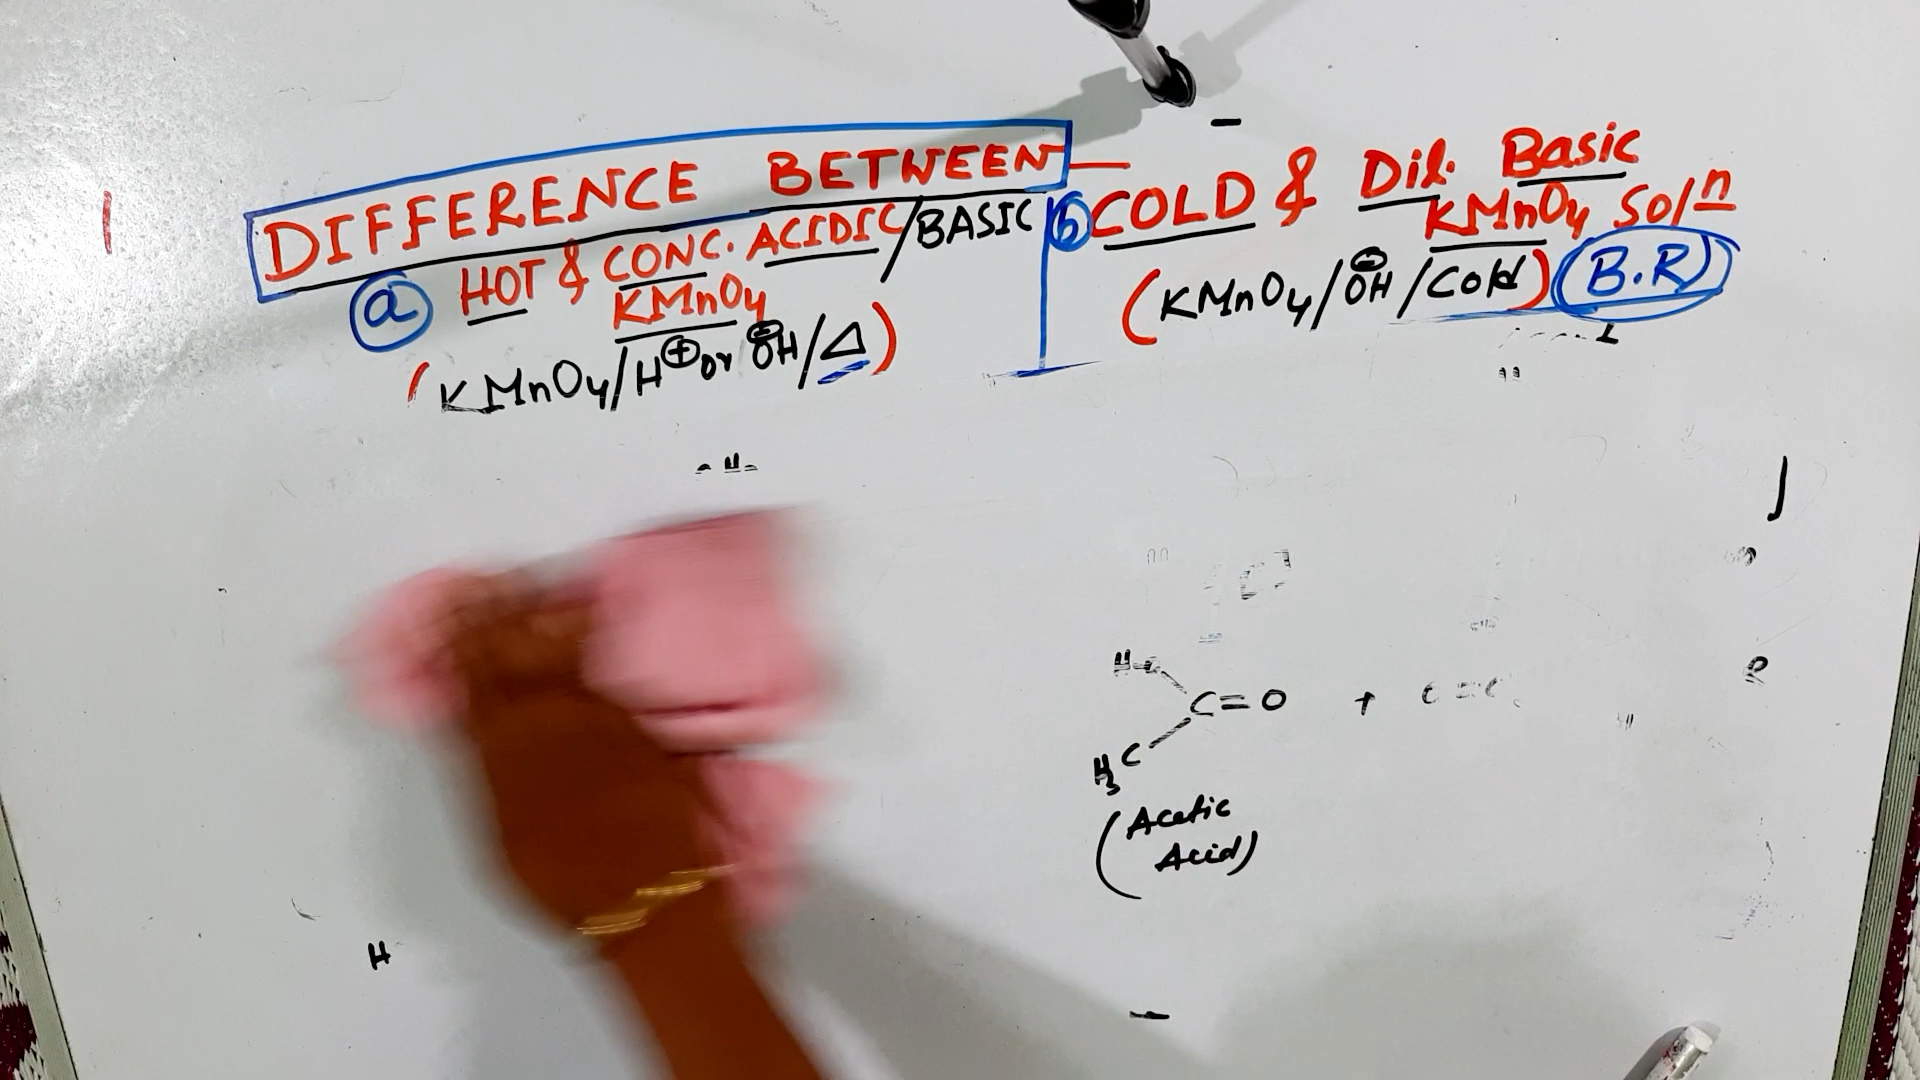 DIFFERENCE BETWEEN —
ⓐ HOT & CONC. ACIDIC/BASIC
KMnO₄
(KMnO₄/H⊕ or ⊖OH/Δ)
ⓑ COLD & Dil. Basic
KMnO₄ Solⁿ
(KMnO₄/⊖OH/Cold) (B.R)
C=O +
H₃C
(Acetic
Acid)
H